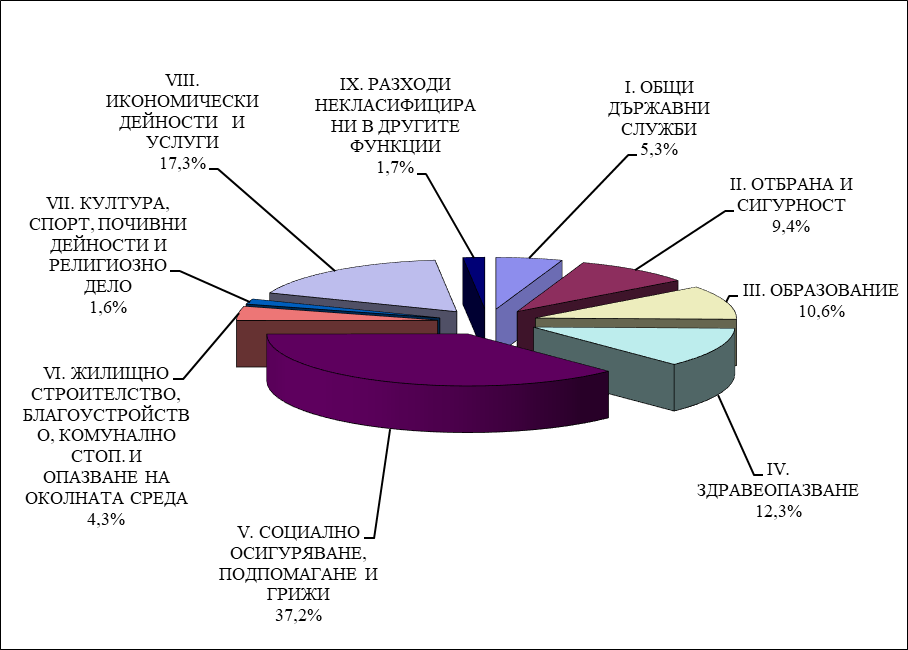 I. ОБЩИ
ДЪРЖАВНИ
СЛУЖБИ
5,3%
II. ОТБРАНА И
СИГУРНОСТ
9,4%
III. ОБРАЗОВАНИЕ
10,6%
IV.
ЗДРАВЕОПАЗВАНЕ
12,3%
V. СОЦИАЛНО
ОСИГУРЯВАНЕ,
ПОДПОМАГАНЕ И
ГРИЖИ
37,2%
VI. ЖИЛИЩНО
СТРОИТЕЛСТВО,
БЛАГОУСТРОЙСТВ
О, КОМУНАЛНО
СТОП. И
ОПАЗВАНЕ НА
ОКОЛНАТА СРЕДА
4,3%
VII. КУЛТУРА,
СПОРТ, ПОЧИВНИ
ДЕЙНОСТИ И
РЕЛИГИОЗНО
ДЕЛО
1,6%
VIII.
ИКОНОМИЧЕСКИ
ДЕЙНОСТИ И
УСЛУГИ
17,3%
IX. РАЗХОДИ
НЕКЛАСИФИЦИРА
НИ В ДРУГИТЕ
ФУНКЦИИ
1,7%